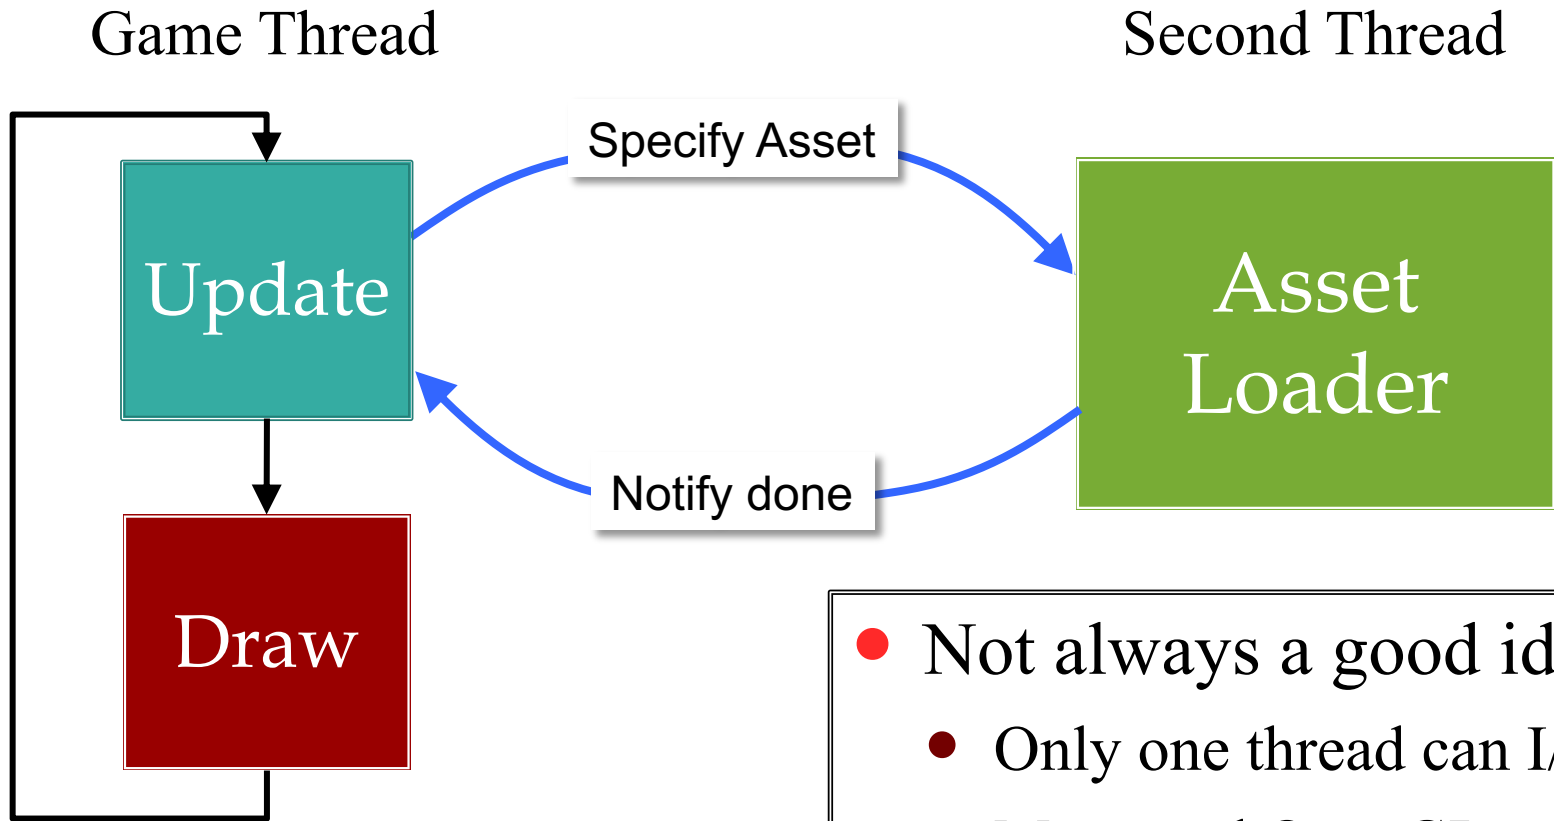 Game Thread
Second Thread
Specify Asset
Update
Asset
Loader
Notify done
Draw
Not always a good id
Only one thread can I/